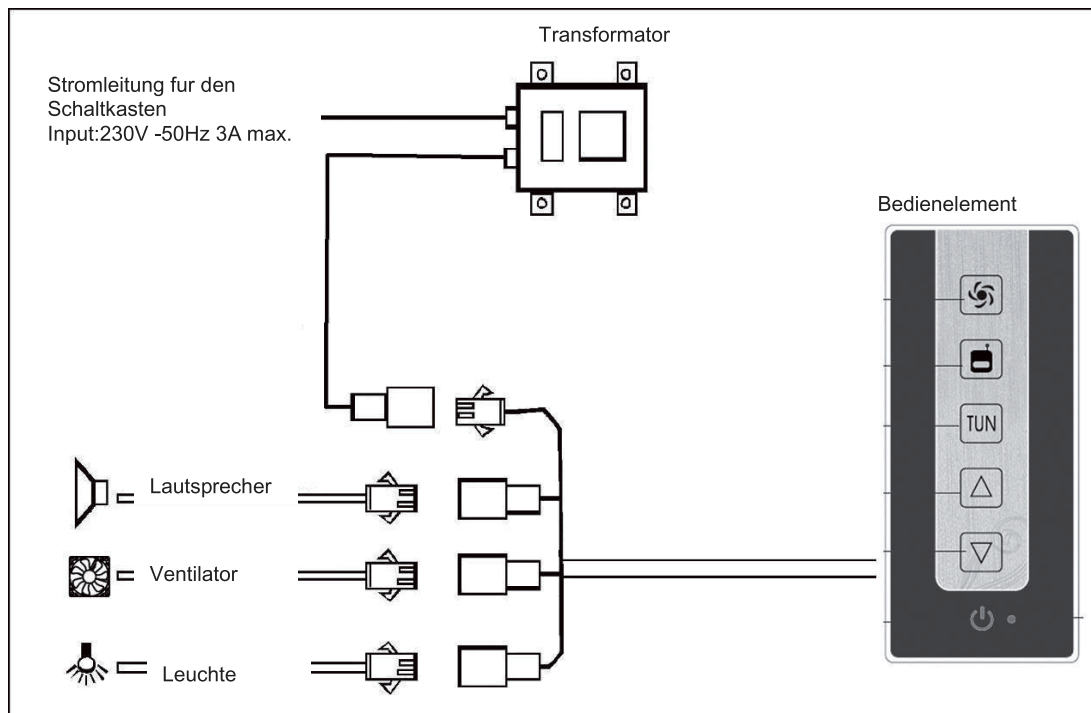 Transformator
Stromleitung fur den
Schaltkasten
Input:230V -50Hz 3A max.
Bedienelement
TUN
Lautsprecher
Ventilator
Leuchte